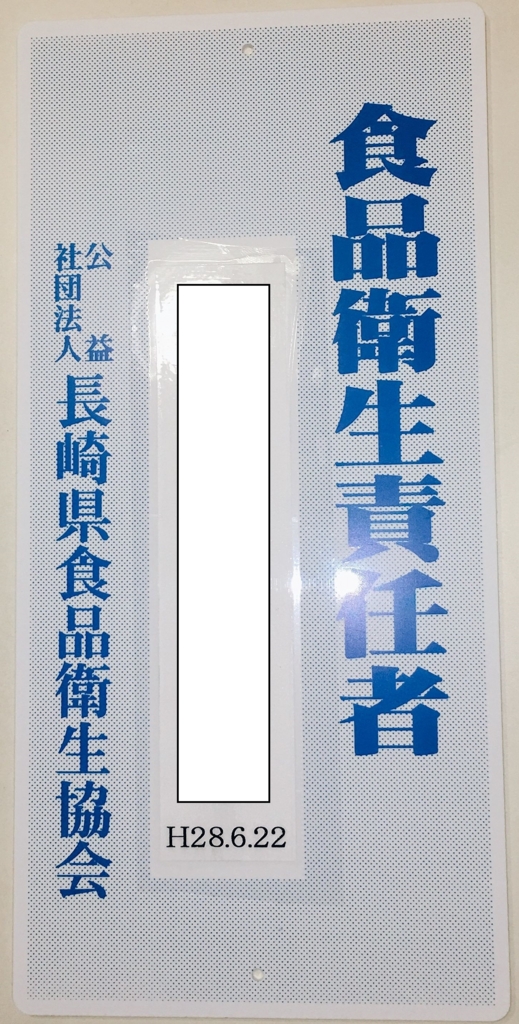 食品衛生責任者
H28.6.22
公益
社団法人
長崎県食品衛生協会